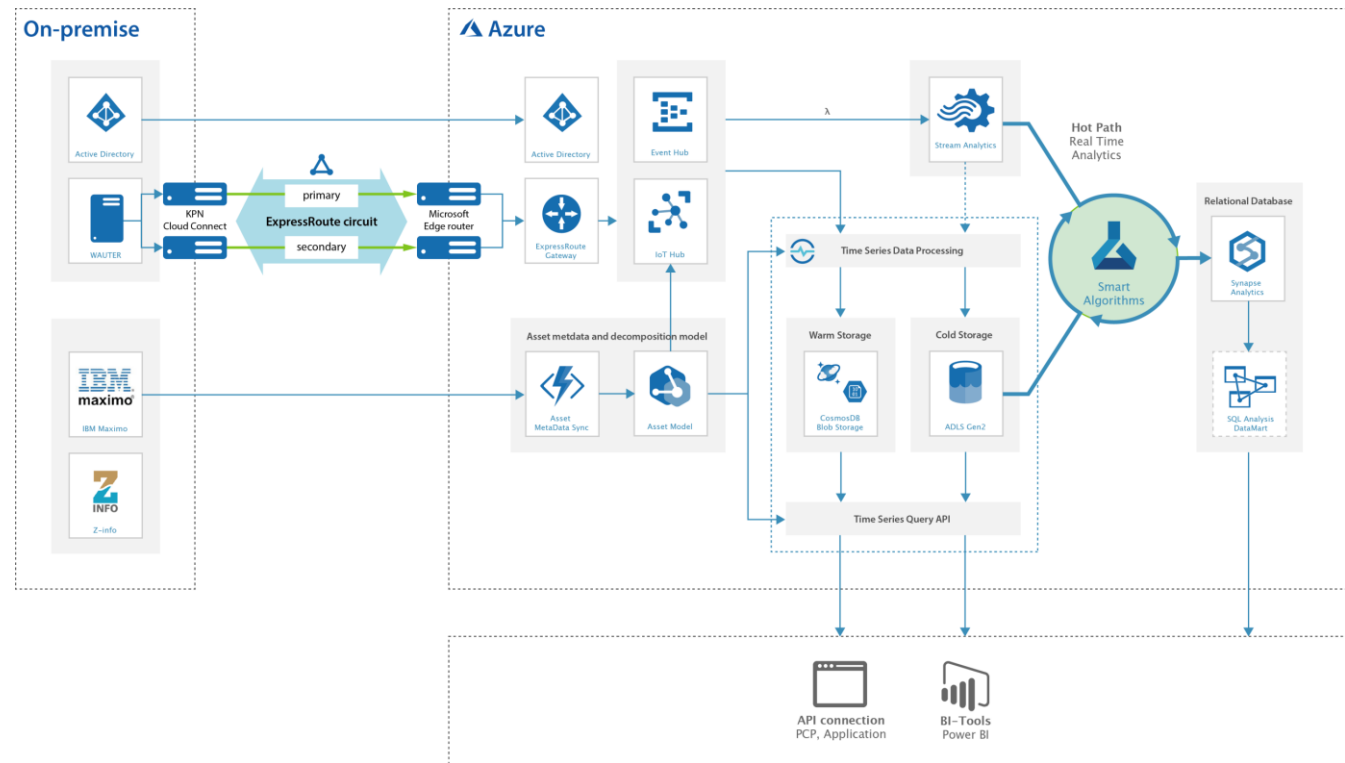 On-premise
Azure
Active Directory
Active Directory
Event Hub
λ
Stream Analytics
Hot Path
Real Time
Analytics
WAUTER
KPN
Cloud Connect
primary
ExpressRoute circuit
secondary
Microsoft
Edge router
ExpressRoute
Gateway
IoT Hub
Time Series Data Processing
Smart
Algorithms
Relational Database
Synapse
Analytics
IBM
maximo
IBM Maximo
Asset metdata and decomposition model
Asset
MetaData Sync
Asset Model
Warm Storage
CosmosDB
Blob Storage
Cold Storage
ADLS Gen2
SQL Analysis
DataMart
Z
INFO
Z-info
Time Series Query API
API connection
PCP, Application
BI-Tools
Power BI